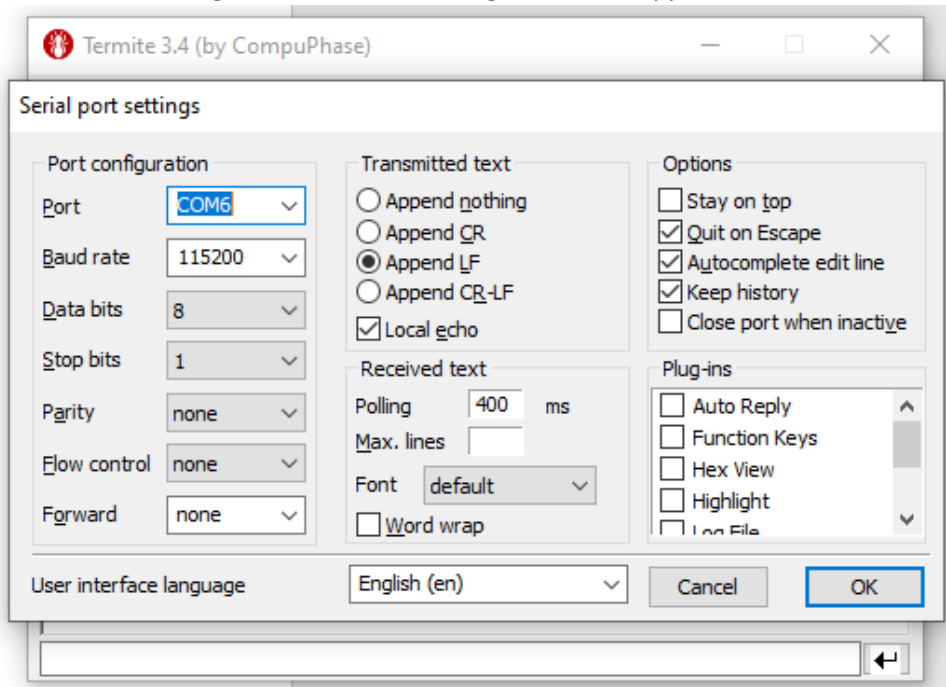 Termite 3.4 (by CompuPhase)
Serial port settings
Port configuration
Port COM6
Baud rate 115200
Data bits 8
Stop bits 1
Parity none
Flow control none
Forward none
Transmitted text
Append nothing
Append CR
Append LF
Append CR-LF
Local echo
Received text
Polling 400 ms
Max. lines
Font default
Word wrap
Options
Stay on top
Quit on Escape
Autocomplete edit line
Keep history
Close port when inactive
Plug-ins
Auto Reply
Function Keys
Hex View
Highlight
Log File
User interface language English (en) Cancel OK